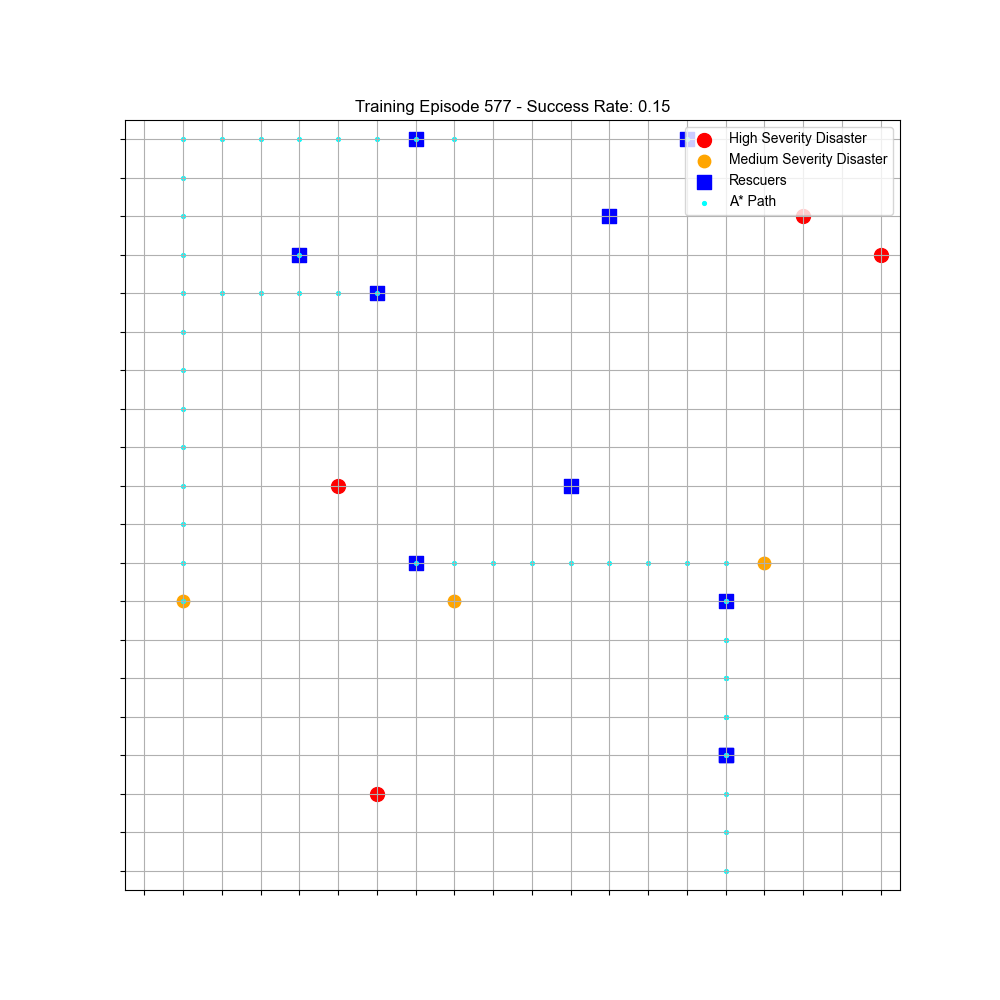 Training Episode 577 - Success Rate: 0.15
High Severity Disaster
Medium Severity Disaster
Rescuers
A* Path